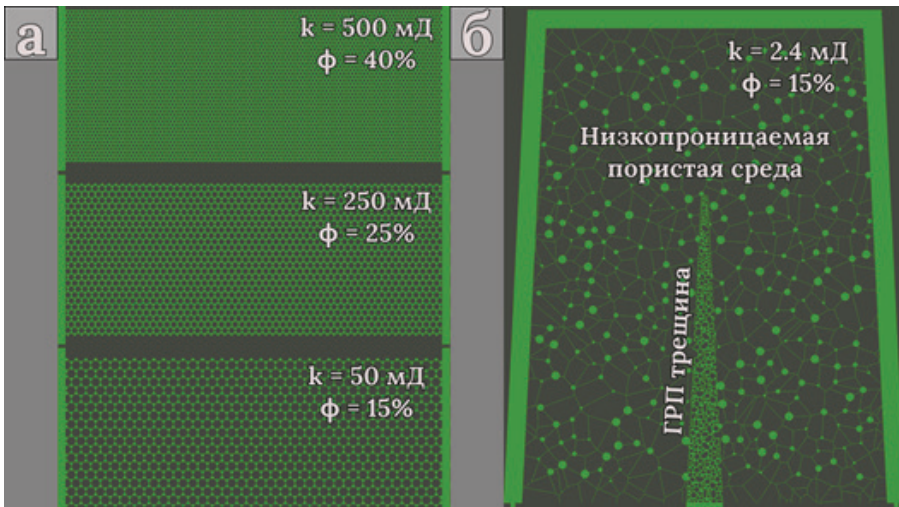 а
k = 500 мД
ϕ = 40%
k = 250 мД
ϕ = 25%
k = 50 мД
ϕ = 15%
б
k = 2.4 мД
ϕ = 15%
Низкопроницаемая
пористая среда
ГРП трещина